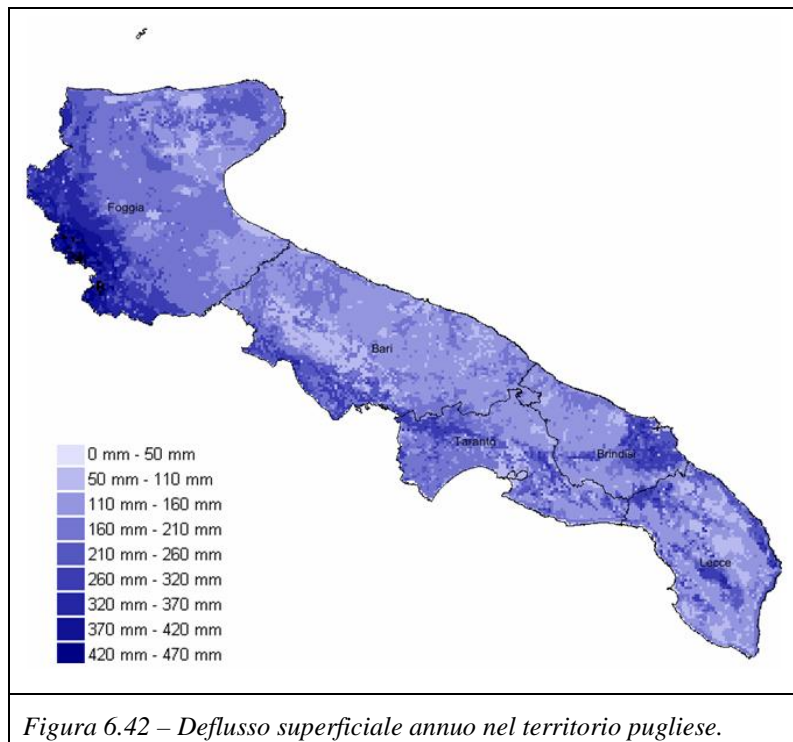 Foggia
Bari
Taranto
Brindisi
Lecce
0 mm - 50 mm
50 mm - 110 mm
110 mm - 160 mm
160 mm - 210 mm
210 mm - 260 mm
260 mm - 320 mm
320 mm - 370 mm
370 mm - 420 mm
420 mm - 470 mm
Figura 6.42 – Deflusso superficiale annuo nel territorio pugliese.